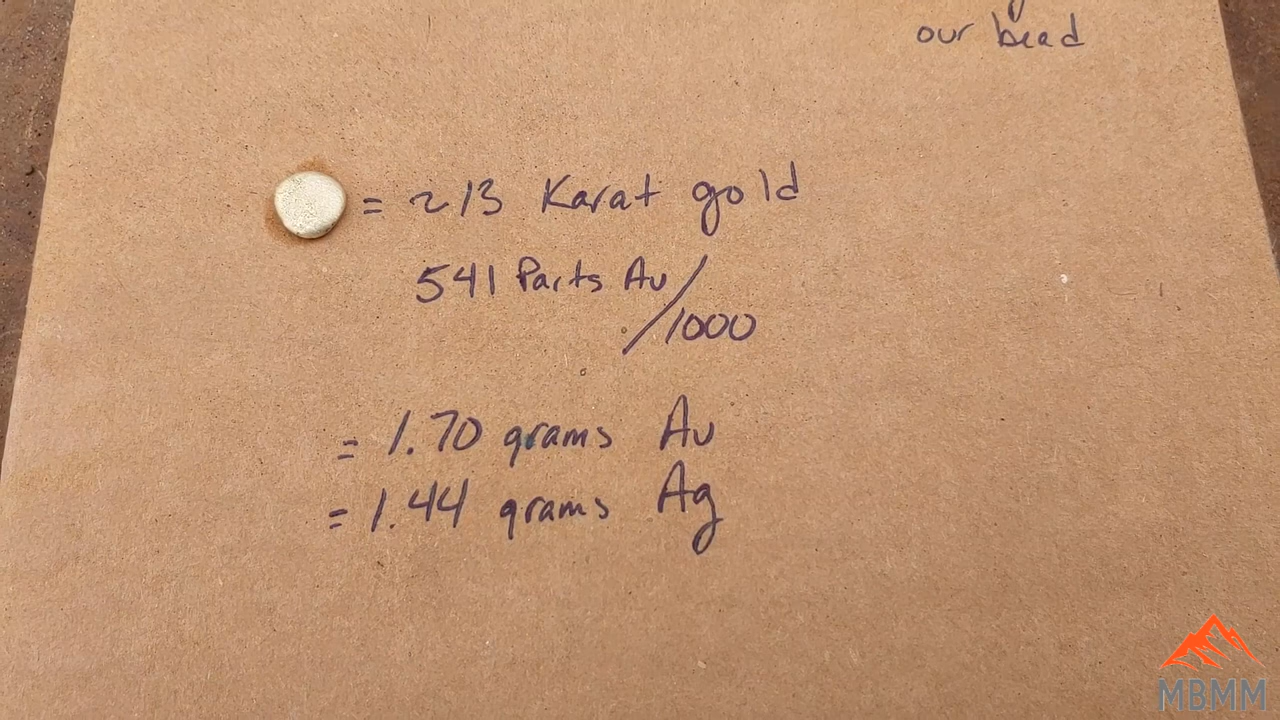 our bead
= ~13 Karat gold
541 Parts Au/1000
= 1.70 grams Au
= 1.44 grams Ag
MBMM